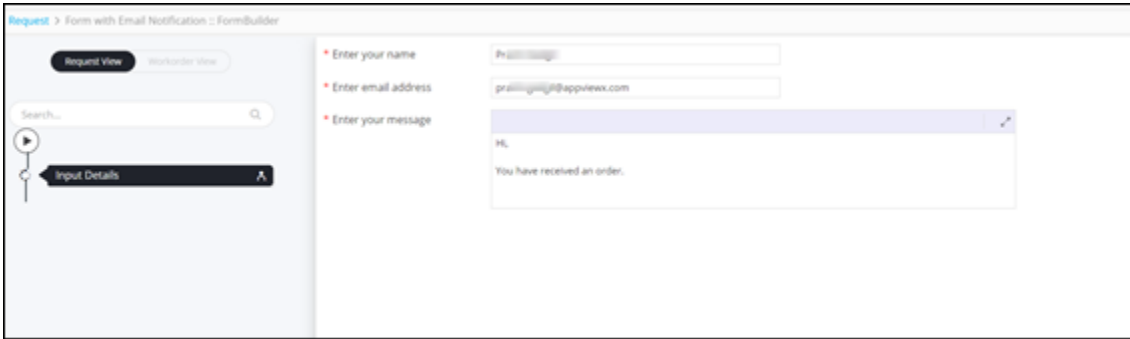 Request > Form with Email Notification :: FormBuilder
Request View Workorder View
Search...
Input Details
* Enter your name
* Enter email address @appviewx.com
* Enter your message
Hi,
You have received an order.